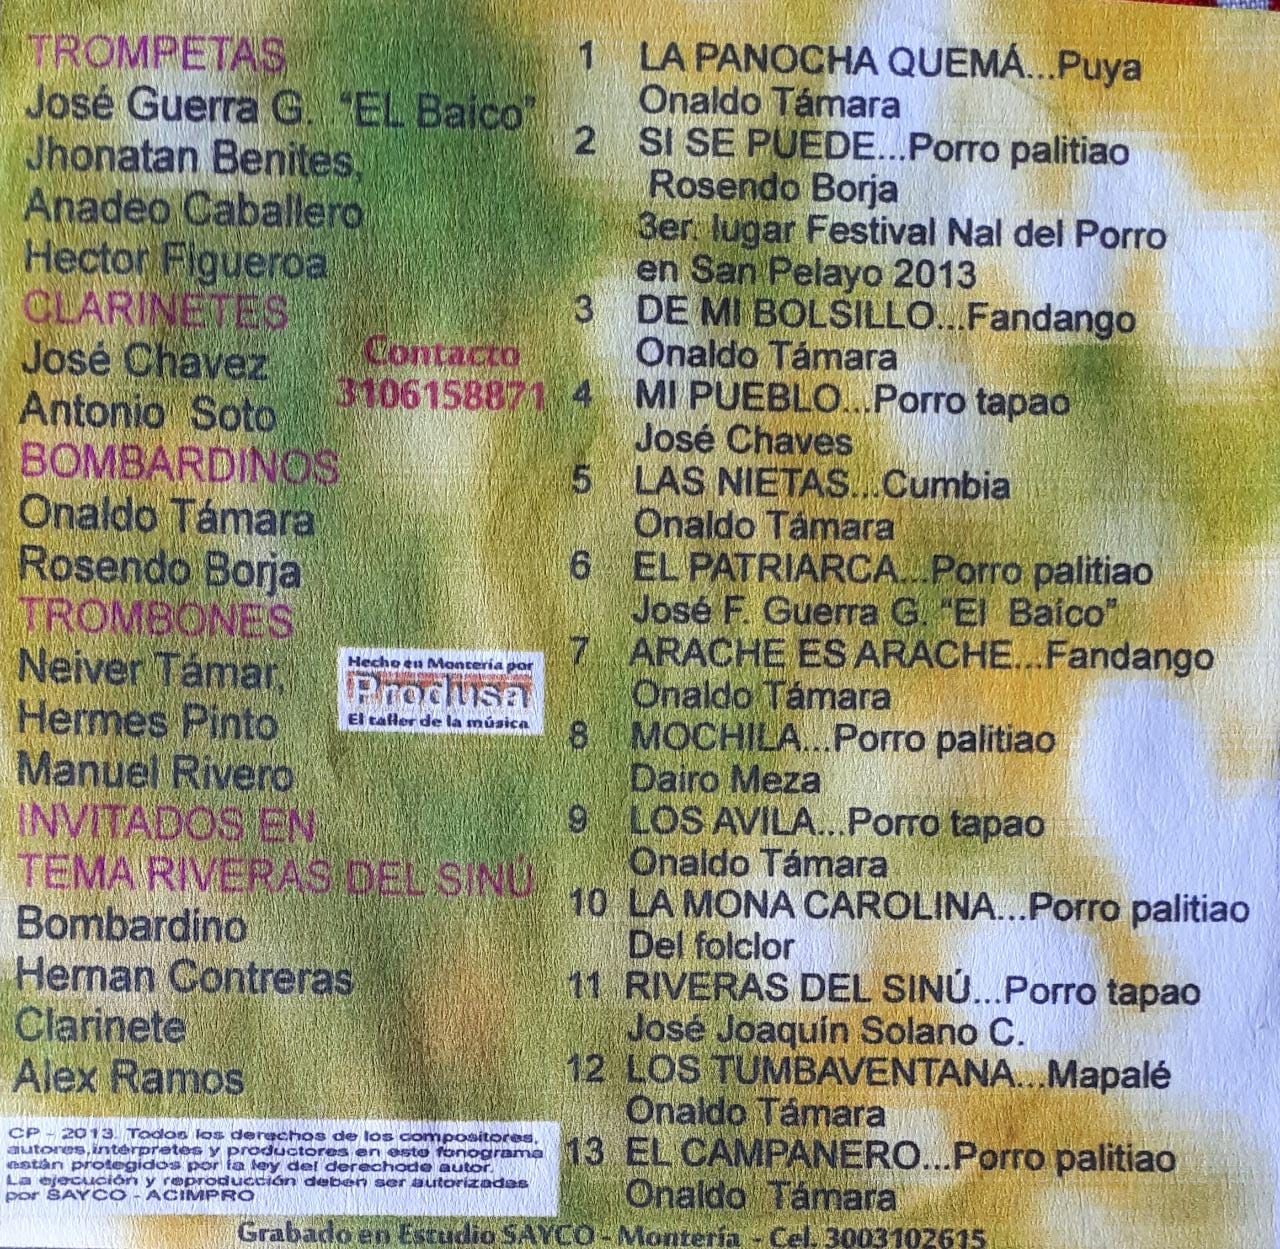 TROMPETAS
José Guerra G. "EL Baico"
Jhonatan Benites,
Anadeo Caballero
Hector Figueroa
CLARINETES
José Chavez
Antonio Soto
Contacto
3106158871
BOMBARDINOS
Onaldo Támara
Rosendo Borja
TROMBONES
Neiver Támar,
Hermes Pinto
Manuel Rivero
Hecho en Montería por
Produsa
El taller de la música
INVITADOS EN
TEMA RIVERAS DEL SINÚ
Bombardino
Hernan Contreras
Clarinete
Alex Ramos
CP - 2013. Todos los derechos de los compositores,
autores,intérpretes y productores en este fonograma
están protegidos por la ley del derechode autor.
La ejecución y reproducción deben ser autorizadas
por SAYCO - ACIMPRO
1 LA PANOCHA QUEMÁ...Puya
Onaldo Támara
2 SI SE PUEDE...Porro palitiao
Rosendo Borja
3er. lugar Festival Nal del Porro
en San Pelayo 2013
3 DE MI BOLSILLO...Fandango
Onaldo Támara
4 MI PUEBLO...Porro tapao
José Chaves
5 LAS NIETAS...Cumbia
Onaldo Támara
6 EL PATRIARCA...Porro palitiao
José F. Guerra G. "El Baíco"
7 ARACHE ES ARACHE...Fandango
Onaldo Támara
8 MOCHILA...Porro palitiao
Dairo Meza
9 LOS AVILA...Porro tapao
Onaldo Támara
10 LA MONA CAROLINA...Porro palitiao
Del folclor
11 RIVERAS DEL SINÚ...Porro tapao
José Joaquín Solano C.
12 LOS TUMBAVENTANA...Mapalé
Onaldo Támara
13 EL CAMPANERO...Porro palitiao
Onaldo Támara
Grabado en Estudio SAYCO - Montería - Cel. 3003102615